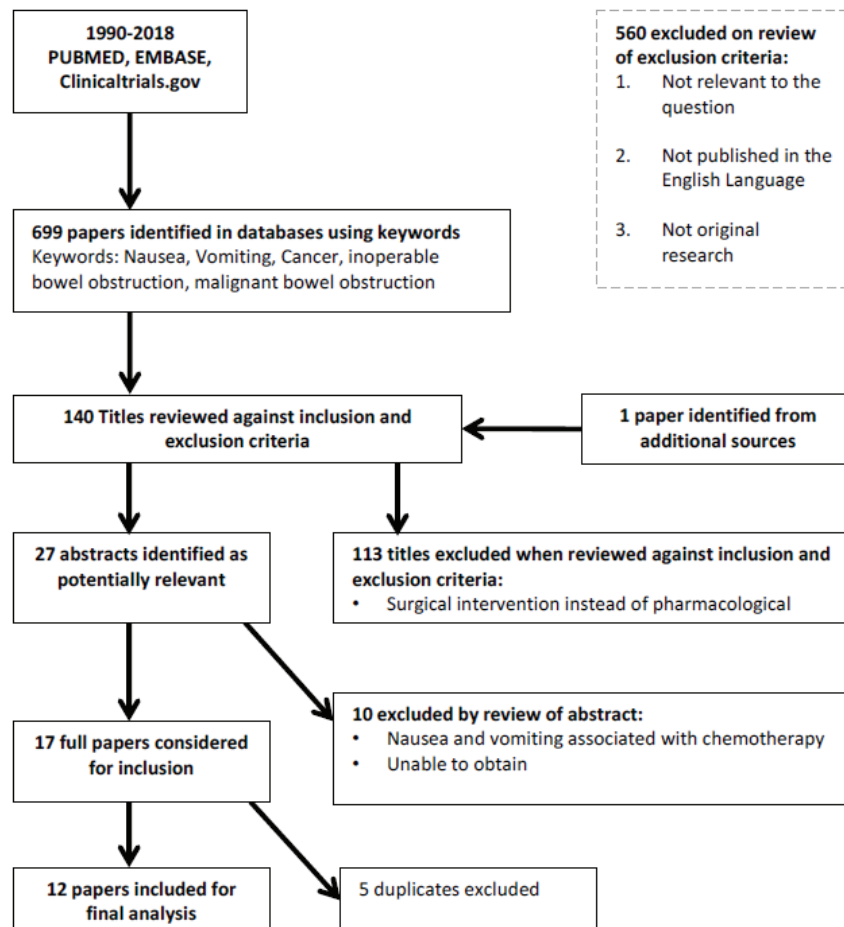 1990-2018
PUBMED, EMBASE,
Clinicaltrials.gov
560 excluded on review
of exclusion criteria:
1. Not relevant to the
question
2. Not published in the
English Language
3. Not original
research
699 papers identified in databases using keywords
Keywords: Nausea, Vomiting, Cancer, inoperable
bowel obstruction, malignant bowel obstruction
140 Titles reviewed against inclusion and
exclusion criteria
1 paper identified from
additional sources
27 abstracts identified as
potentially relevant
113 titles excluded when reviewed against inclusion and
exclusion criteria:
• Surgical intervention instead of pharmacological
10 excluded by review of abstract:
• Nausea and vomiting associated with chemotherapy
• Unable to obtain
17 full papers considered
for inclusion
12 papers included for
final analysis
5 duplicates excluded